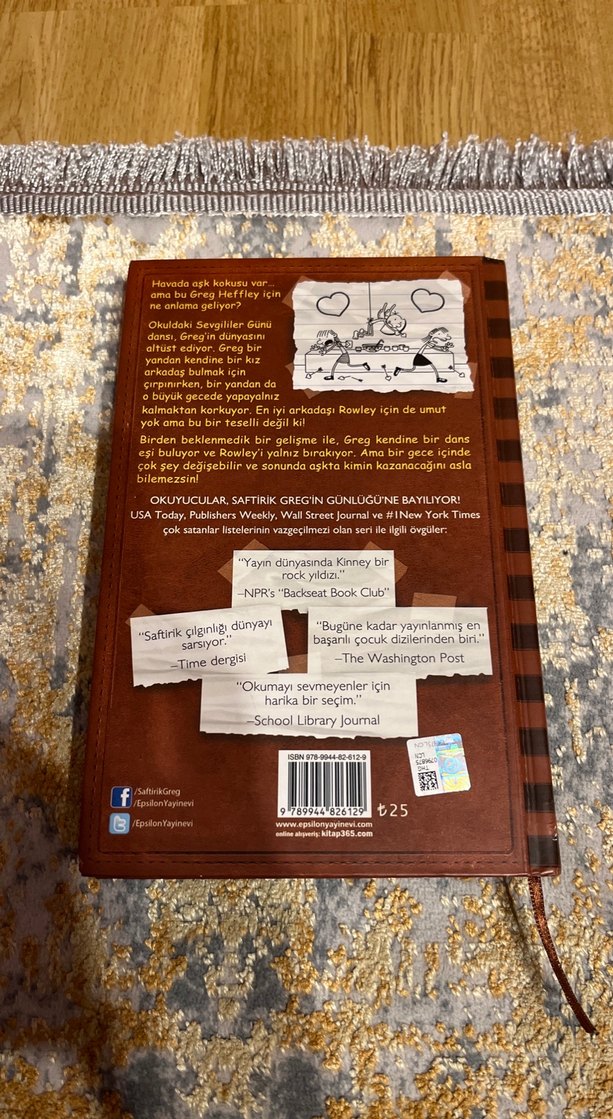 Havada aşk kokusu var...
ama bu Greg Heffley için
ne anlama geliyor?
Okuldaki Sevgililer Günü
dansı, Greg'in dünyasını
altüst ediyor. Greg bir
yandan kendine bir kız
arkadaş bulmak için
çırpınırken, bir yandan da
o büyük gecede yapayalnız
kalmaktan korkuyor. En iyi arkadaşı Rowley için de umut
yok ama bu bir teselli değil ki!
Birden beklenmedik bir gelişme ile, Greg kendine bir dans
eşi buluyor ve Rowley'i yalnız bırakıyor. Ama bir gece içinde
çok şey değişebilir ve sonunda aşkta kimin kazanacağını asla
bilemezsin!
OKUYUCULAR, SAFTİRİK GREG'İN GÜNLÜĞÜ'NE BAYILIYOR!
USA Today, Publishers Weekly, Wall Street Journal ve #1New York Times
çok satanlar listelerinin vazgeçilmezi olan seri ile ilgili övgüler:
"Yayın dünyasında Kinney bir
rock yıldızı."
–NPR's "Backseat Book Club"
"Saftirik çılgınlığı dünyayı
sarsıyor."
–Time dergisi
"Bugüne kadar yayınlanmış en
başarılı çocuk dizilerinden biri."
–The Washington Post
"Okumayı sevmeyenler için
harika bir seçim."
–School Library Journal
ISBN 978-9944-82-612-9
9 789944 826129
₺25
www.epsilonyayinevi.com
online alışveriş: kitap365.com
/SaftirikGreg
/EpsilonYayinevi
/EpsilonYayinevi
THG
LCN
0796875